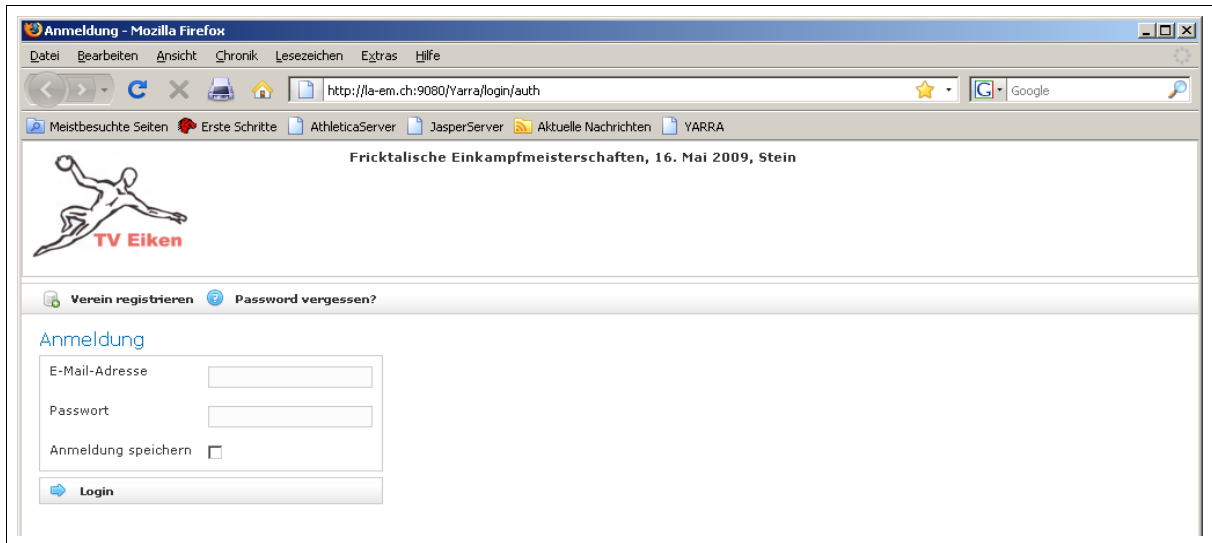 Anmeldung - Mozilla Firefox
Datei Bearbeiten Ansicht Chronik Lesezeichen Extras Hilfe
http://la-em.ch:9080/Yarra/login/auth G Google
Meistbesuchte Seiten Erste Schritte AthleticaServer JasperServer Aktuelle Nachrichten YARRA
Fricktalische Einkampfmeisterschaften, 16. Mai 2009, Stein
TV Eiken
Verein registrieren ? Password vergessen?
Anmeldung
E-Mail-Adresse
Passwort
Anmeldung speichern
Login